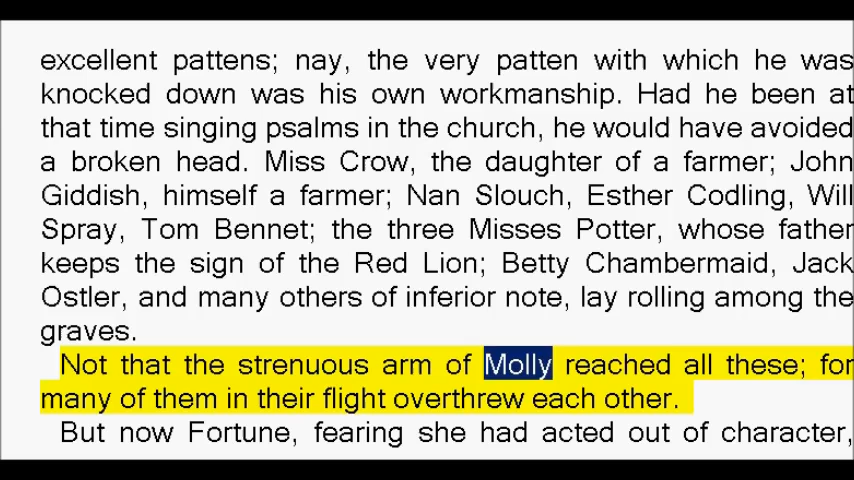 excellent pattens; nay, the very patten with which he was
knocked down was his own workmanship. Had he been at
that time singing psalms in the church, he would have avoided
a broken head. Miss Crow, the daughter of a farmer; John
Giddish, himself a farmer; Nan Slouch, Esther Codling, Will
Spray, Tom Bennet; the three Misses Potter, whose father
keeps the sign of the Red Lion; Betty Chambermaid, Jack
Ostler, and many others of inferior note, lay rolling among the
graves.
Not that the strenuous arm of Molly reached all these; for
many of them in their flight overthrew each other.
But now Fortune, fearing she had acted out of character,